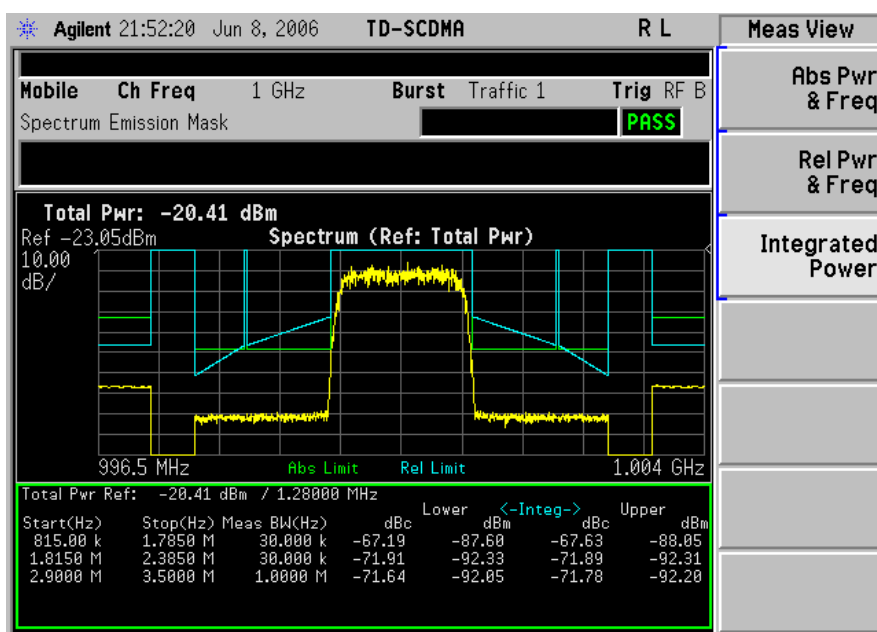 Agilent 21:52:20 Jun 8, 2006 TD-SCDMA R L Meas View
Mobile Ch Freq 1 GHz Burst Traffic 1 Trig RF B
Spectrum Emission Mask PASS
Abs Pwr
& Freq
Rel Pwr
& Freq
Integrated
Power
Total Pwr: -20.41 dBm
Ref -23.05dBm Spectrum (Ref: Total Pwr)
10.00
dB/
996.5 MHz Abs Limit Rel Limit 1.004 GHz
Total Pwr Ref: -20.41 dBm / 1.28000 MHz
Lower <-Integ-> Upper
Start(Hz) Stop(Hz) Meas BW(Hz) dBc dBm dBc dBm
815.00 k 1.7850 M 30.000 k -67.19 -87.60 -67.63 -88.05
1.8150 M 2.3850 M 30.000 k -71.91 -92.33 -71.89 -92.31
2.9000 M 3.5000 M 1.0000 M -71.64 -92.05 -71.78 -92.20